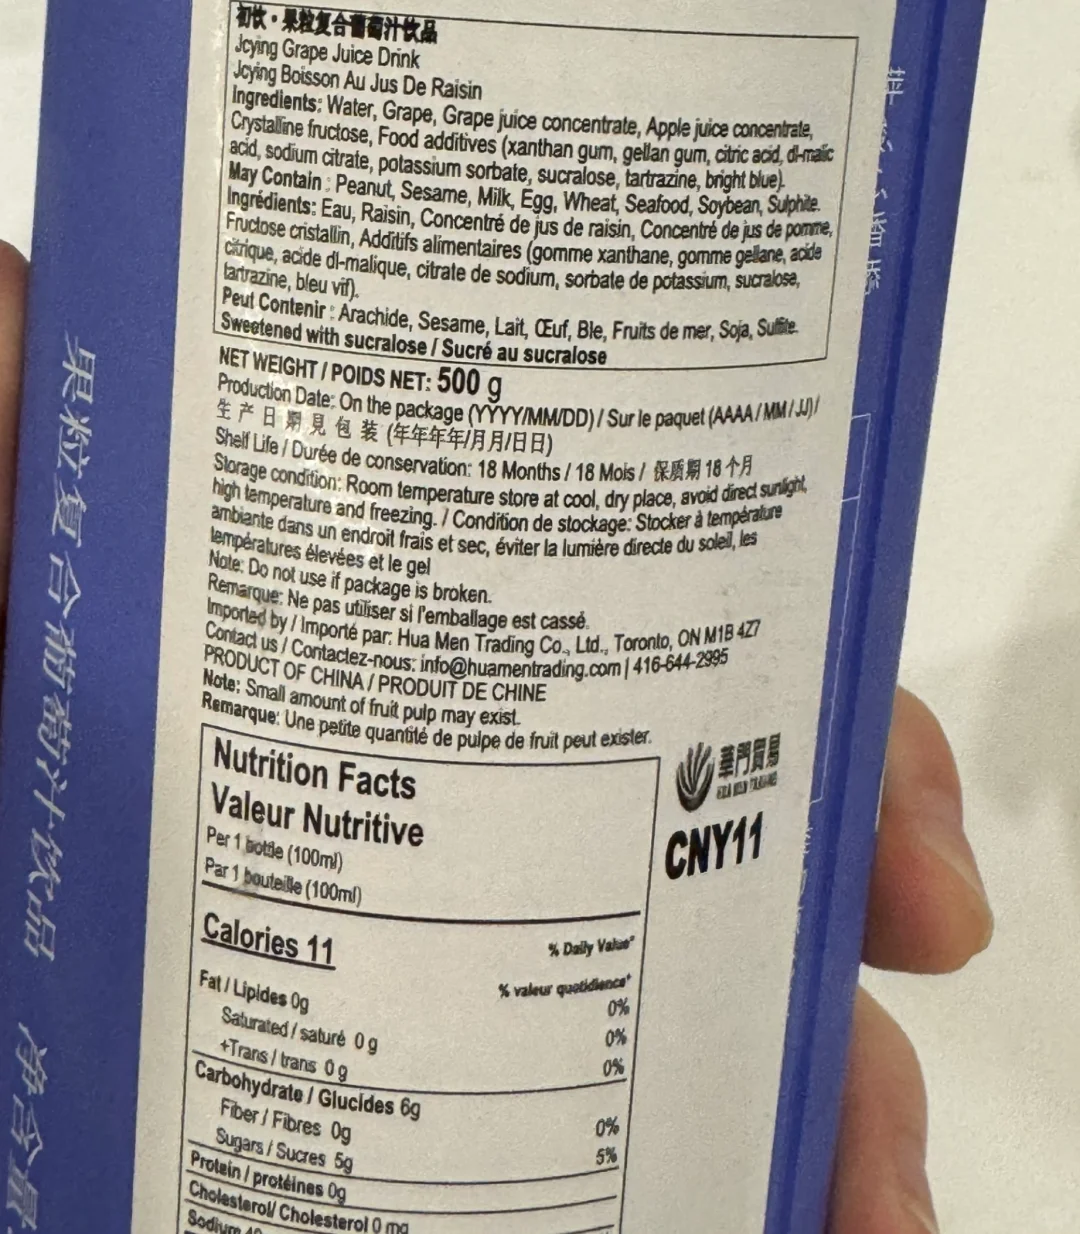 初饮·果粒复合葡萄汁饮品
Jcying Grape Juice Drink
Jcying Boisson Au Jus De Raisin
Ingredients: Water, Grape, Grape juice concentrate, Apple juice concentrate,
Crystalline fructose, Food additives (xanthan gum, gellan gum, citric acid, dl-malic
acid, sodium citrate, potassium sorbate, sucralose, tartrazine, bright blue).
May Contain : Peanut, Sesame, Milk, Egg, Wheat, Seafood, Soybean, Sulphite.
Ingrédients: Eau, Raisin, Concentré de jus de raisin, Concentré de jus de pomme,
Fructose cristallin, Additifs alimentaires (gomme xanthane, gomme gellane, acide
citrique, acide dl-malique, citrate de sodium, sorbate de potassium, sucralosa,
tartrazine, bleu vif).
Peut Contenir : Arachide, Sesame, Lait, Œuf, Ble, Fruits de mer, Soja, Sulfite.
Sweetened with sucralose / Sucré au sucralose
NET WEIGHT / POIDS NET: 500 g
Production Date: On the package (YYYY/MM/DD) / Sur le paquet (AAAA / MM / JJ) /
生产日期見包装 (年年年年/月月/日日)
Shelf Life / Durée de conservation: 18 Months / 18 Mois / 保质期 18 个月
Storage condition: Room temperature store at cool, dry place, avoid direct sunlight,
high temperature and freezing. / Condition de stockage: Stocker à température
ambiante dans un endroit frais et sec, éviter la lumière directe du soleil, les
températures élevées et le gel
Note: Do not use if package is broken.
Remarque: Ne pas utiliser si l'emballage est cassé.
Imported by / Importé par: Hua Men Trading Co., Ltd., Toronto, ON M1B 4Z7
Contact us / Contactez-nous: info@huamentrading.com | 416-644-2995
PRODUCT OF CHINA / PRODUIT DE CHINE
Note: Small amount of fruit pulp may exist.
Remarque: Une petite quantité de pulpe de fruit peut exister.
華門貿易
HUA MEN TRADING
CNY11
Nutrition Facts
Valeur Nutritive
Per 1 bottle (100ml)
Par 1 bouteille (100ml)
Calories 11
% Daily Value*
% valeur quotidienne*
Fat / Lipides 0g 0%
Saturated / saturé 0 g 0%
+Trans / trans 0 g 0%
Carbohydrate / Glucides 6g
Fiber / Fibres 0g 0%
Sugars / Sucres 5g 5%
Protein / protéines 0g
Cholesterol/ Cholesterol 0 mg
Sodium
果粒复合葡萄汁饮品
净含量